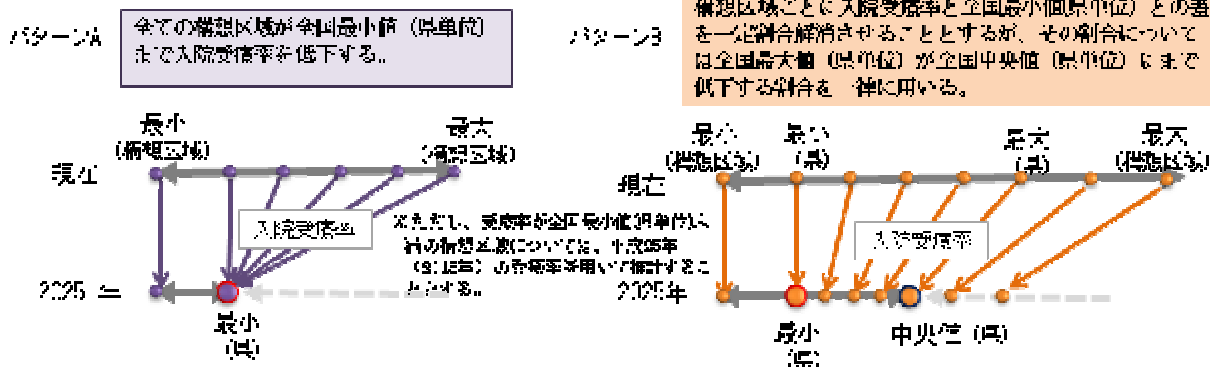 パターンA
全ての構想区域が全国最小値（県単位）
まで入院受療率を低下する。
最小
（構想区域）
最大
（構想区域）
現在
入院受療率
2025 年
最小
（県）
※ただし、受療率が全国最小値（県単位）未
満の構想区域については、平成25年
（2013年）の受療率を用いて推計するこ
ととする。
パターンB
構想区域ごとに入院受療率と全国最小値（県単位）との差
を一定割合解消させることとするが、その割合について
は全国最大値（県単位）が全国中央値（県単位）にまで
低下する割合を一律に用いる。
最小
（構想区域）
最小
（県）
最大
（県）
最大
（構想区域）
現在
入院受療率
2025年
最小
（県）
中央値（県）